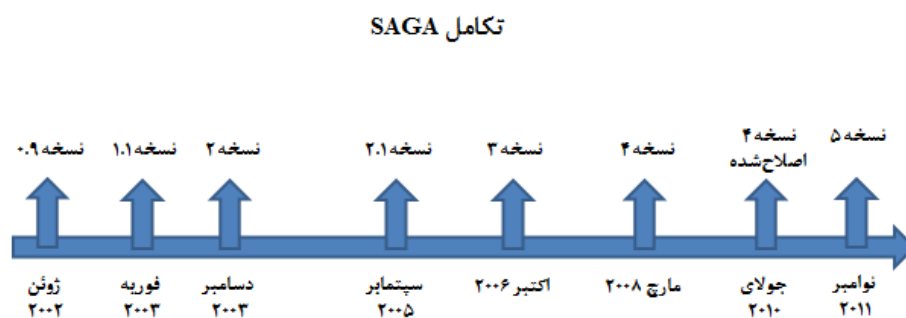 تکامل SAGA
نسخه ۰.۹
نسخه ۱.۱
نسخه ۲
نسخه ۲.۱
نسخه ۳
نسخه ۴
نسخه ۴
اصلاح‌شده
نسخه ۵
ژوئن
۲۰۰۲
فوریه
۲۰۰۳
دسامبر
۲۰۰۳
سپتمابر
۲۰۰۵
اکتبر ۲۰۰۶
مارچ ۲۰۰۸
جولای
۲۰۱۰
نوامبر
۲۰۱۱